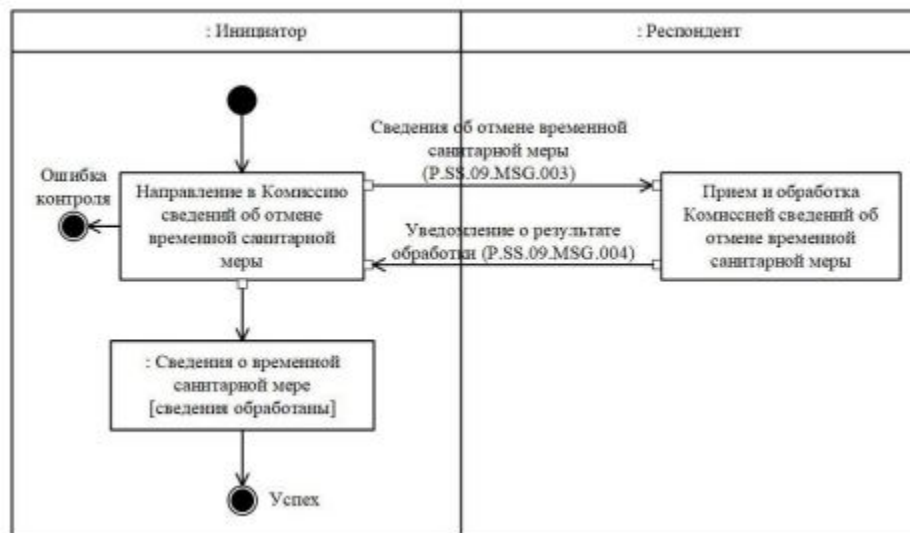 : Инициатор
: Респондент
Сведения об отмене временной
санитарной меры
(P.SS.09.MSG.003)
Ошибка
контроля
Направление в Комиссию
сведений об отмене
временной санитарной
меры
Прием и обработка
Комиссией сведений об
отмене временной
санитарной меры
Уведомление о результате
обработки (P.SS.09.MSG.004)
: Сведения о временной
санитарной мере
[сведения обработаны]
Успех